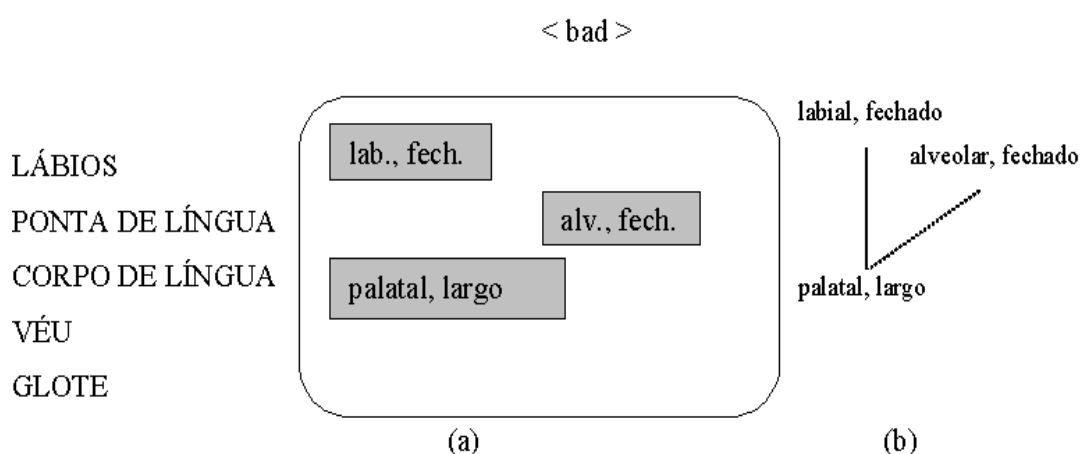 < bad >
LÁBIOS
PONTA DE LÍNGUA
CORPO DE LÍNGUA
VÉU
GLOTE
lab., fech.
alv., fech.
palatal, largo
(a)
labial, fechado
alveolar, fechado
palatal, largo
(b)